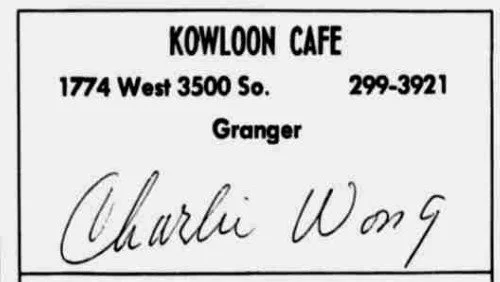 KOWLOON CAFE
1774 West 3500 So. 299-3921
Granger
Charlie Wong